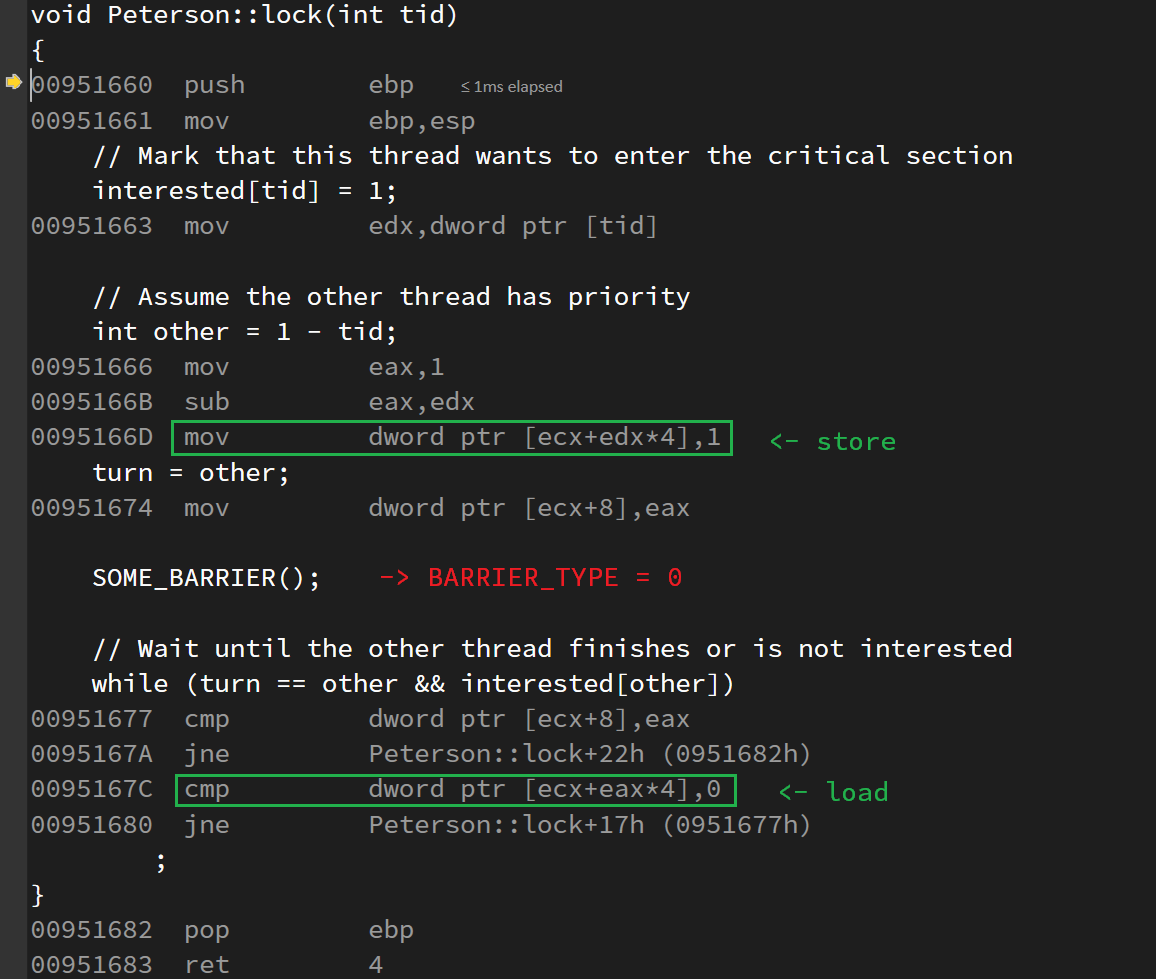 void Peterson::lock(int tid)
{
00951660  push        ebp   ≤ 1ms elapsed
00951661  mov         ebp,esp
    // Mark that this thread wants to enter the critical section
    interested[tid] = 1;
00951663  mov         edx,dword ptr [tid]
    // Assume the other thread has priority
    int other = 1 - tid;
00951666  mov         eax,1
0095166B  sub         eax,edx
0095166D  mov         dword ptr [ecx+edx*4],1   <- store
    turn = other;
00951674  mov         dword ptr [ecx+8],eax
    SOME_BARRIER();    -> BARRIER_TYPE = 0
    // Wait until the other thread finishes or is not interested
    while (turn == other && interested[other])
00951677  cmp         dword ptr [ecx+8],eax
0095167A  jne         Peterson::lock+22h (0951682h)
0095167C  cmp         dword ptr [ecx+eax*4],0   <- load
00951680  jne         Peterson::lock+17h (0951677h)
        ;
}
00951682  pop         ebp
00951683  ret         4